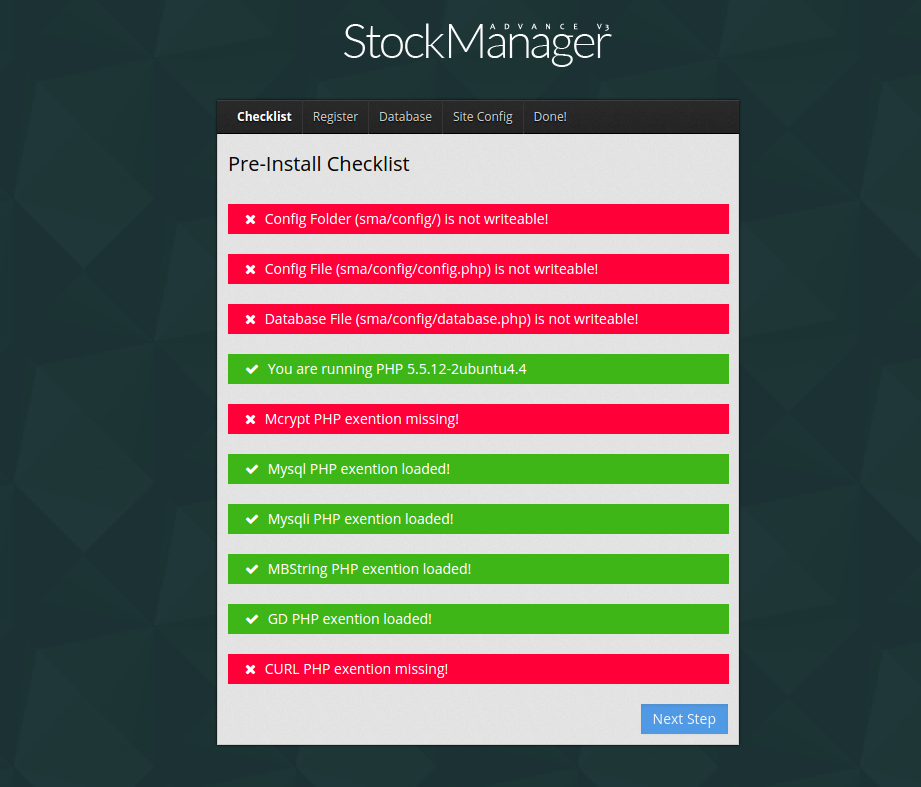 ADVANCE V3
StockManager
Checklist Register Database Site Config Done!
Pre-Install Checklist
Config Folder (sma/config/) is not writeable!
Config File (sma/config/config.php) is not writeable!
Database File (sma/config/database.php) is not writeable!
You are running PHP 5.5.12-2ubuntu4.4
Mcrypt PHP exention missing!
Mysql PHP exention loaded!
Mysqli PHP exention loaded!
MBString PHP exention loaded!
GD PHP exention loaded!
CURL PHP exention missing!
Next Step